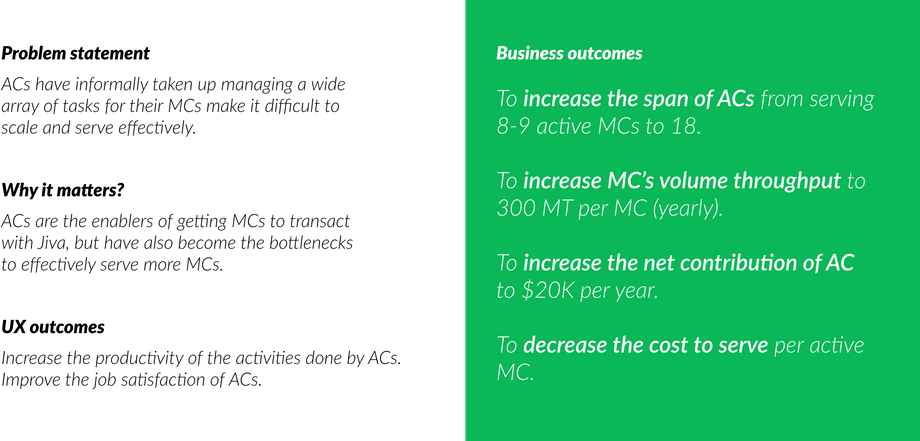 Problem statement
ACs have informally taken up managing a wide
array of tasks for their MCs make it difficult to
scale and serve effectively.
Why it matters?
ACs are the enablers of getting MCs to transact
with Jiva, but have also become the bottlenecks
to effectively serve more MCs.
UX outcomes
Increase the productivity of the activities done by ACs.
Improve the job satisfaction of ACs.
Business outcomes
To increase the span of ACs from serving
8-9 active MCs to 18.
To increase MC’s volume throughput to
300 MT per MC (yearly).
To increase the net contribution of AC
to $20K per year.
To decrease the cost to serve per active
MC.